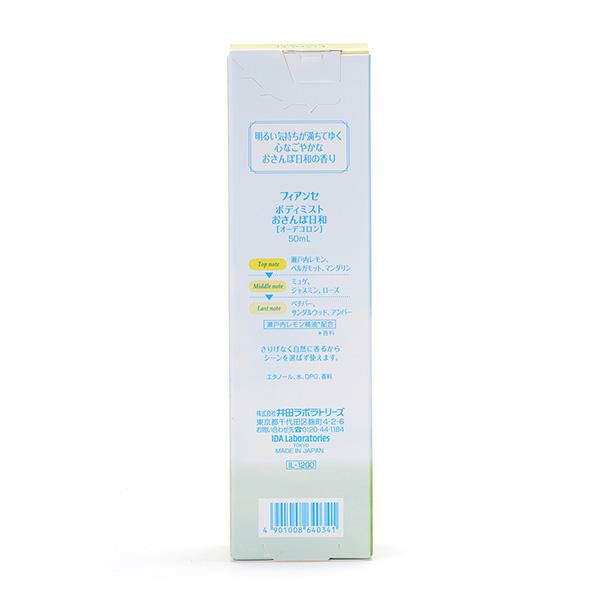 明るい気持ちが満ちてゆく
心なごやかな
おさんぽ日和の香り
フィアンセ
ボディミスト
おさんぽ日和
[オーデコロン]
50mL
Top note 瀬戸内レモン、
ベルガモット、マンダリン
Middle note ミュゲ、
ジャスミン、ローズ
Last note ベチバー、
サンダルウッド、アンバー
瀬戸内レモン精油*配合
*香料
さりげなく自然に香るから
シーンを選ばず使えます。
エタノール、水、DPG、香料
株式会社 井田ラボラトリーズ
東京都千代田区麹町4-2-6
お問い合わせ先☎0120-44-1184
IDA Laboratories
TOKYO
MADE IN JAPAN
IL-1200
4 901008 640341